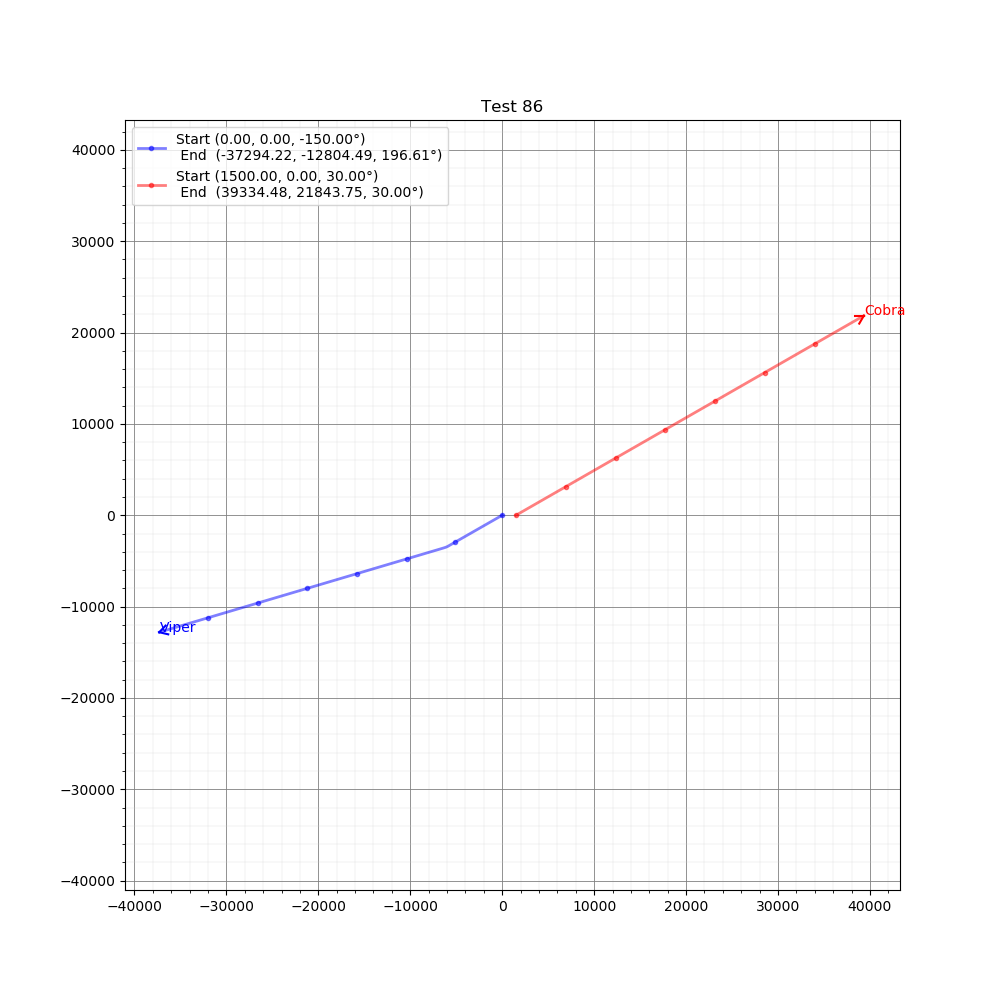 Test 86
Start (0.00, 0.00, -150.00°)
End (-37294.22, -12804.49, 196.61°)
Start (1500.00, 0.00, 30.00°)
End (39334.48, 21843.75, 30.00°)
40000
30000
20000
10000
0
−10000
−20000
−30000
−40000
Cobra
Viper
−40000 −30000 −20000 −10000 0 10000 20000 30000 40000